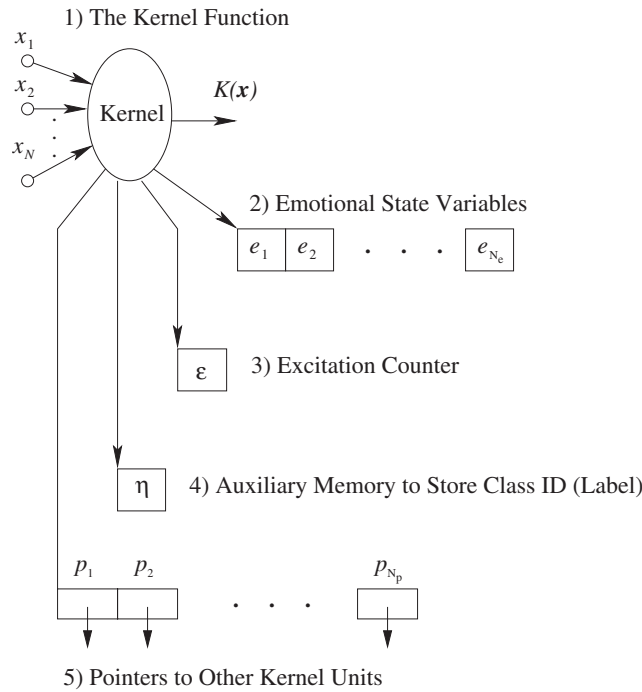 1) The Kernel Function
x1
x2
xN
Kernel
K(x)
2) Emotional State Variables
e1 e2 . . . eNe
ε
3) Excitation Counter
η
4) Auxiliary Memory to Store Class ID (Label)
p1 p2 pNp
. . .
5) Pointers to Other Kernel Units